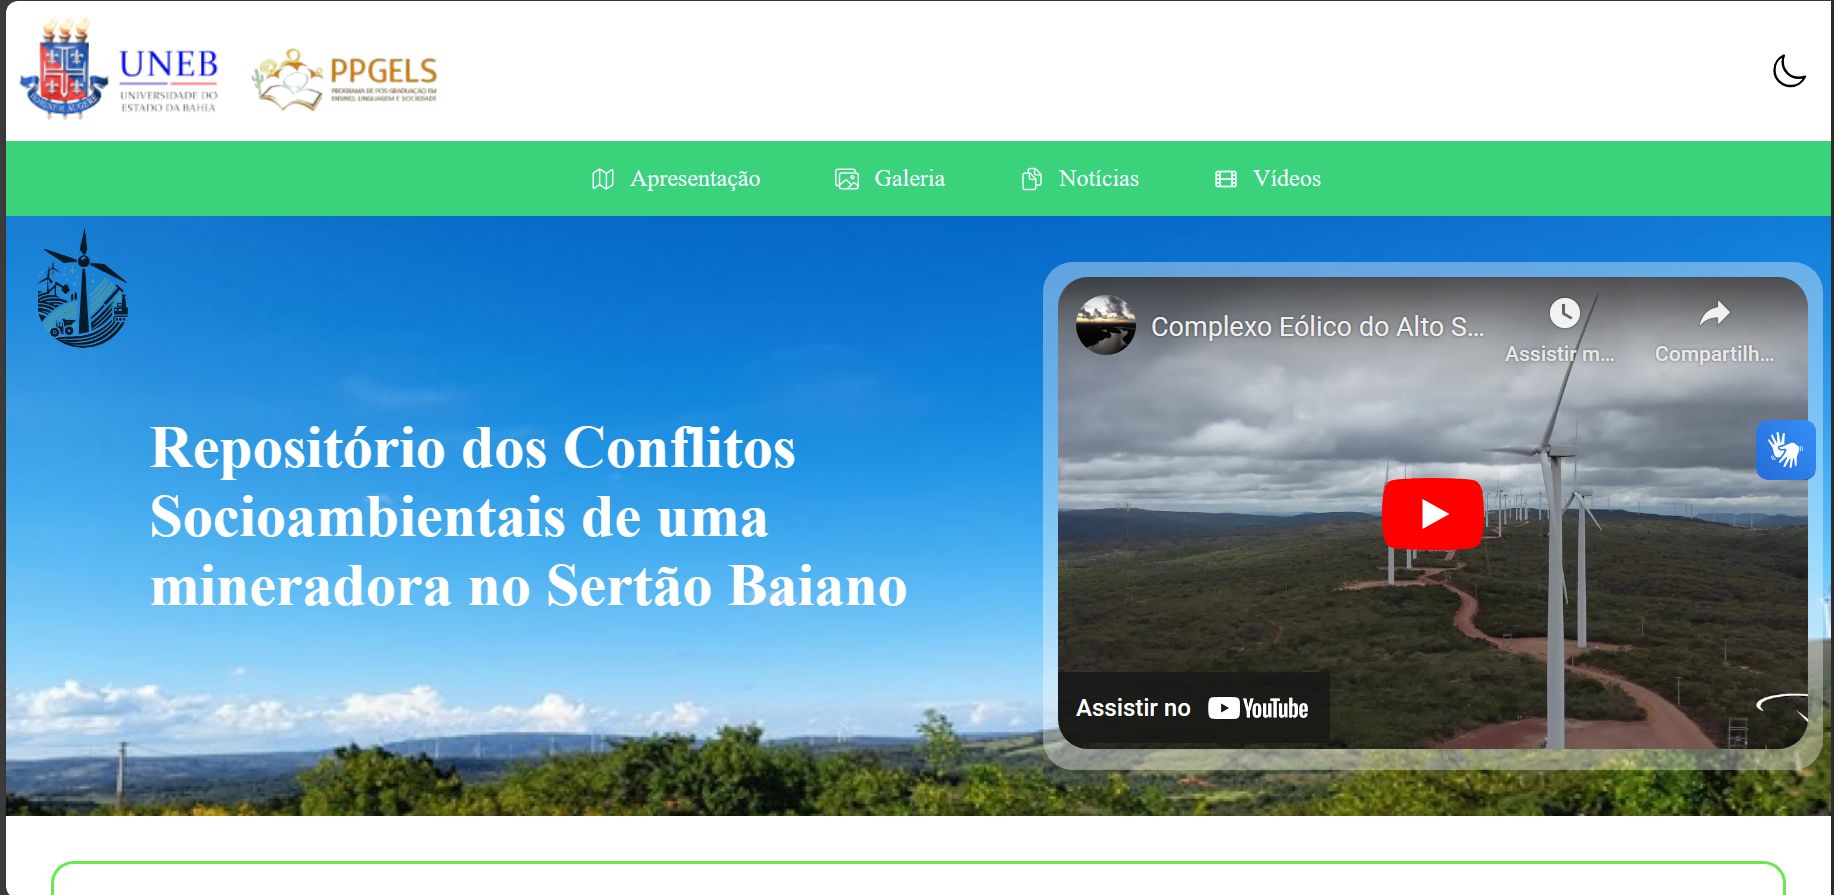 UNEB
UNIVERSIDADE DO
ESTADO DA BAHIA
PPGELS
PROGRAMA DE PÓS-GRADUAÇÃO EM
ENSINO, LINGUAGEM E SOCIEDADE
Apresentação
Galeria
Notícias
Vídeos
Repositório dos Conflitos
Socioambientais de uma
mineradora no Sertão Baiano
Complexo Eólico do Alto S...
Assistir m...
Compartilh...
Assistir no YouTube